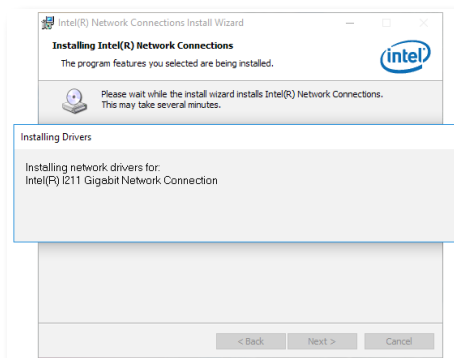 Intel(R) Network Connections Install Wizard
Installing Intel(R) Network Connections
The program features you selected are being installed.
intel
Please wait while the install wizard installs Intel(R) Network Connections.
This may take several minutes.
Installing Drivers
Installing network drivers for:
Intel(R) I211 Gigabit Network Connection
< Back Next > Cancel